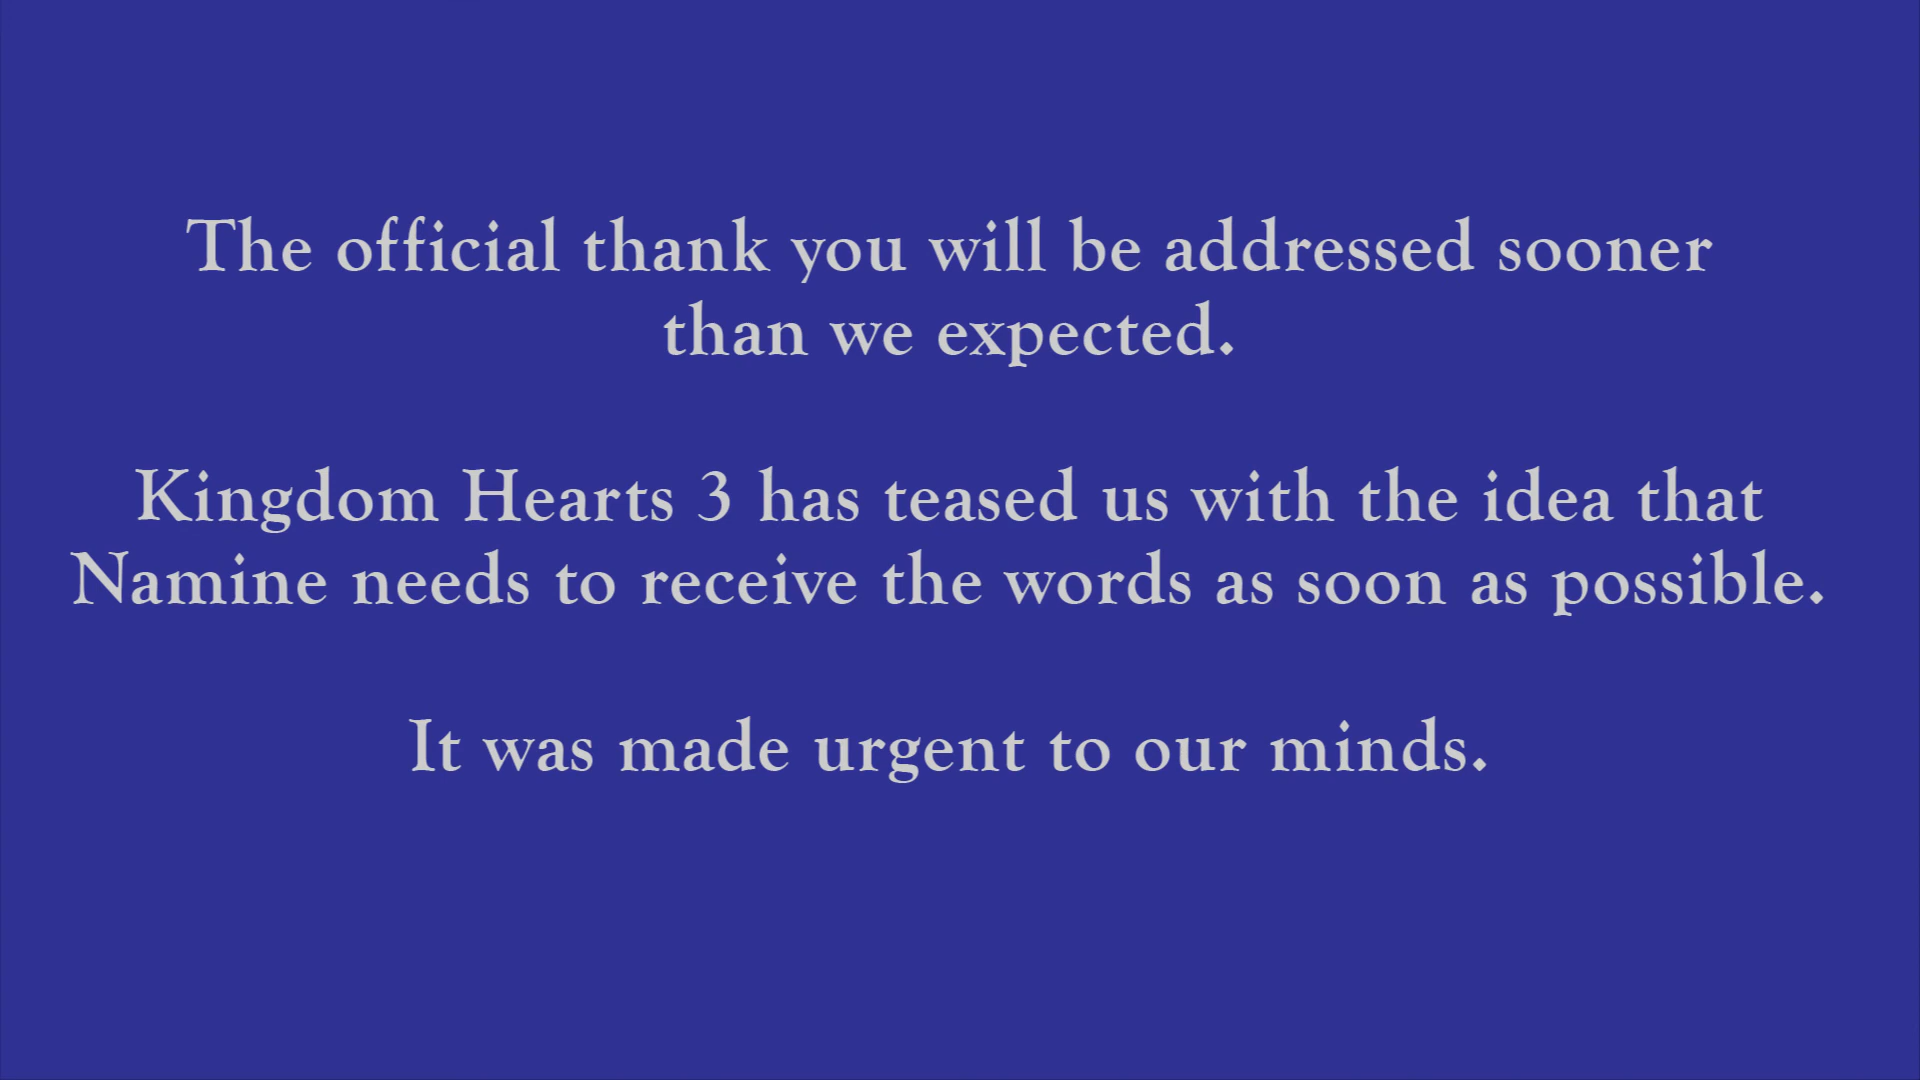 The official thank you will be addressed sooner
than we expected.
Kingdom Hearts 3 has teased us with the idea that
Namine needs to receive the words as soon as possible.
It was made urgent to our minds.